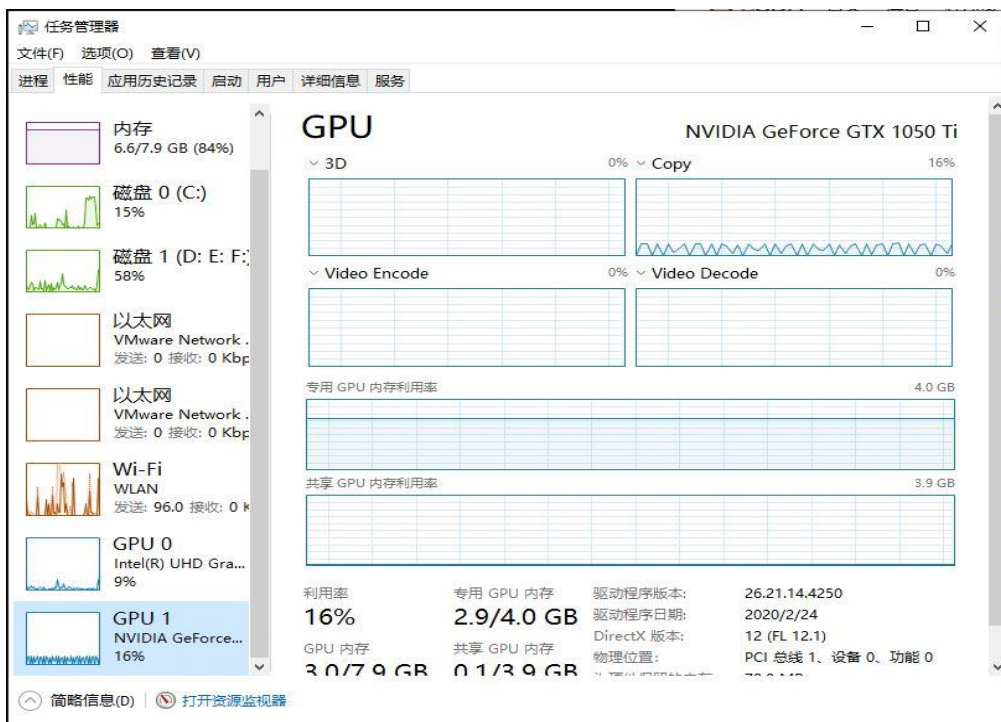 任务管理器
文件(F) 选项(O) 查看(V)
进程 性能 应用历史记录 启动 用户 详细信息 服务
内存
6.6/7.9 GB (84%)
磁盘 0 (C:)
15%
磁盘 1 (D: E: F:)
58%
以太网
VMware Network .
发送: 0 接收: 0 Kbp
以太网
VMware Network .
发送: 0 接收: 0 Kbp
Wi-Fi
WLAN
发送: 96.0 接收: 0 K
GPU 0
Intel(R) UHD Gra...
9%
GPU 1
NVIDIA GeForce...
16%
GPU NVIDIA GeForce GTX 1050 Ti
3D 0% Copy 16%
Video Encode 0% Video Decode 0%
专用 GPU 内存利用率 4.0 GB
共享 GPU 内存利用率 3.9 GB
利用率
16%
专用 GPU 内存
2.9/4.0 GB
GPU 内存
3.0/7.9 GB
共享 GPU 内存
0.1/3.9 GB
驱动程序版本: 26.21.14.4250
驱动程序日期: 2020/2/24
DirectX 版本: 12 (FL 12.1)
物理位置: PCI 总线 1、设备 0、功能 0
简略信息(D) 打开资源监视器